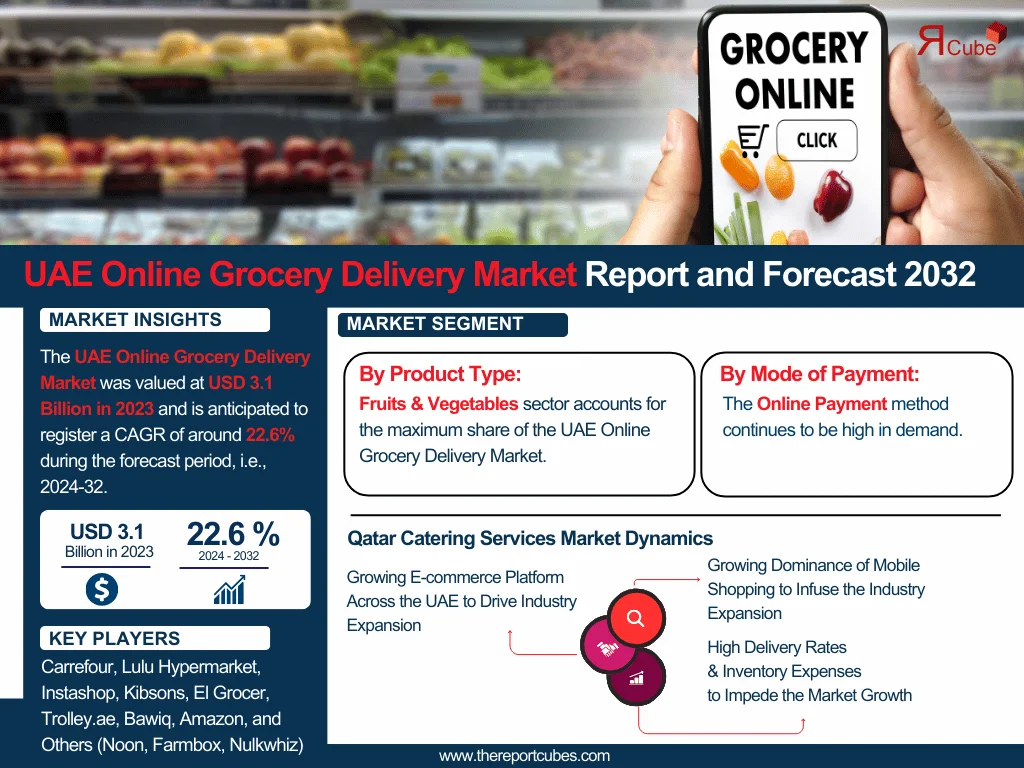 GROCERY
ONLINE
CLICK
ЯCube
UAE Online Grocery Delivery Market Report and Forecast 2032
MARKET INSIGHTS
The UAE Online Grocery Delivery
Market was valued at USD 3.1
Billion in 2023 and is anticipated to
register a CAGR of around 22.6%
during the forecast period, i.e.,
2024-32.
USD 3.1
Billion in 2023
22.6 %
2024 - 2032
KEY PLAYERS
Carrefour, Lulu Hypermarket,
Instashop, Kibsons, El Grocer,
Trolley.ae, Bawiq, Amazon, and
Others (Noon, Farmbox, Nulkwhiz)
MARKET SEGMENT
By Product Type:
Fruits & Vegetables sector accounts for
the maximum share of the UAE Online
Grocery Delivery Market.
By Mode of Payment:
The Online Payment method
continues to be high in demand.
Qatar Catering Services Market Dynamics
Growing E-commerce Platform
Across the UAE to Drive Industry
Expansion
Growing Dominance of Mobile
Shopping to Infuse the Industry
Expansion
High Delivery Rates
& Inventory Expenses
to Impede the Market Growth
www.thereportcubes.com